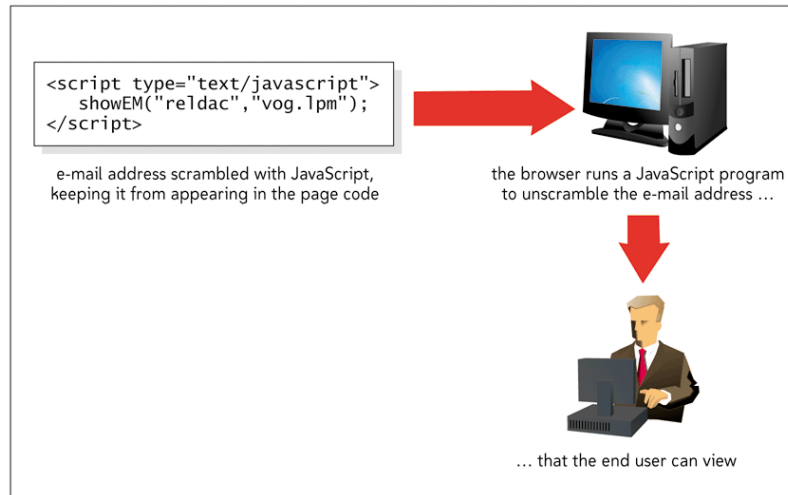 <script type="text/javascript">
showEM("reldac","vog.lpm");
</script>
e-mail address scrambled with JavaScript,
keeping it from appearing in the page code
the browser runs a JavaScript program
to unscramble the e-mail address …
… that the end user can view